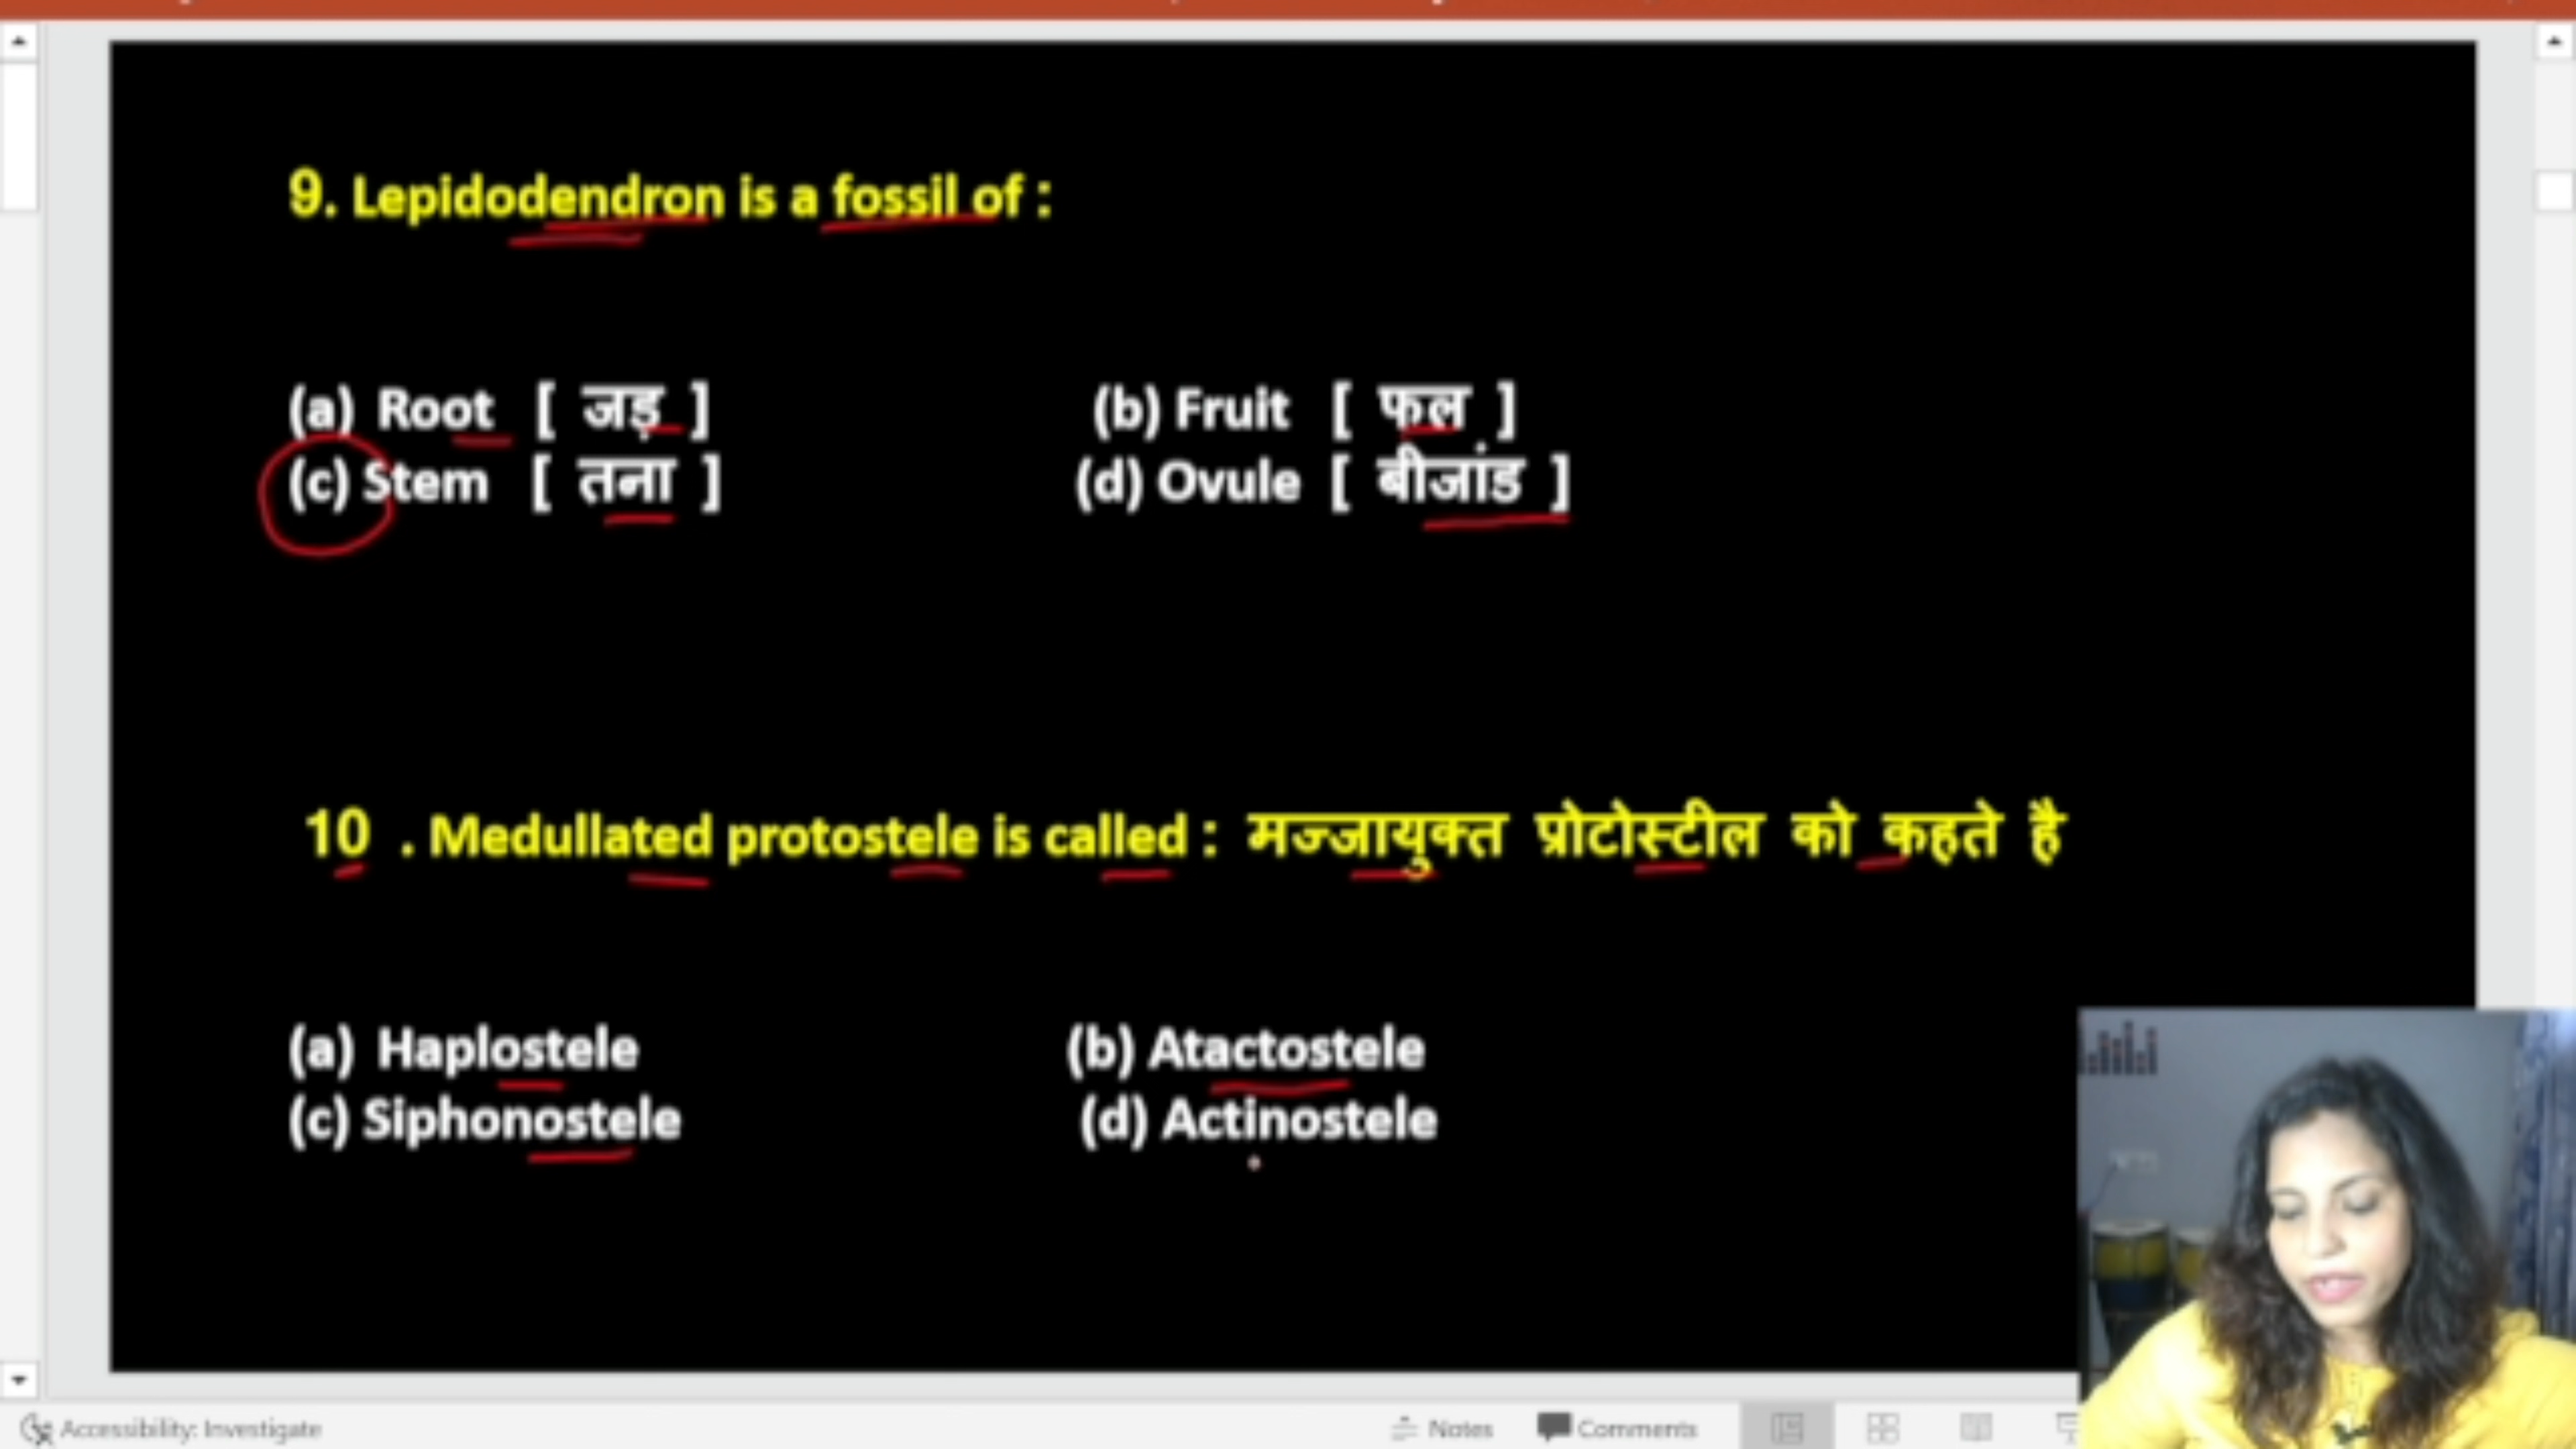 9. Lepidodendron is a fossil of :
(a) Root [ जड़ ] (b) Fruit [ फल ]
(c) Stem [ तना ] (d) Ovule [ बीजांड ]
10 . Medullated protostele is called : मज्जायुक्त प्रोटोस्टील को कहते है
(a) Haplostele (b) Atactostele
(c) Siphonostele (d) Actinostele
Accessibility: Investigate Notes Comments